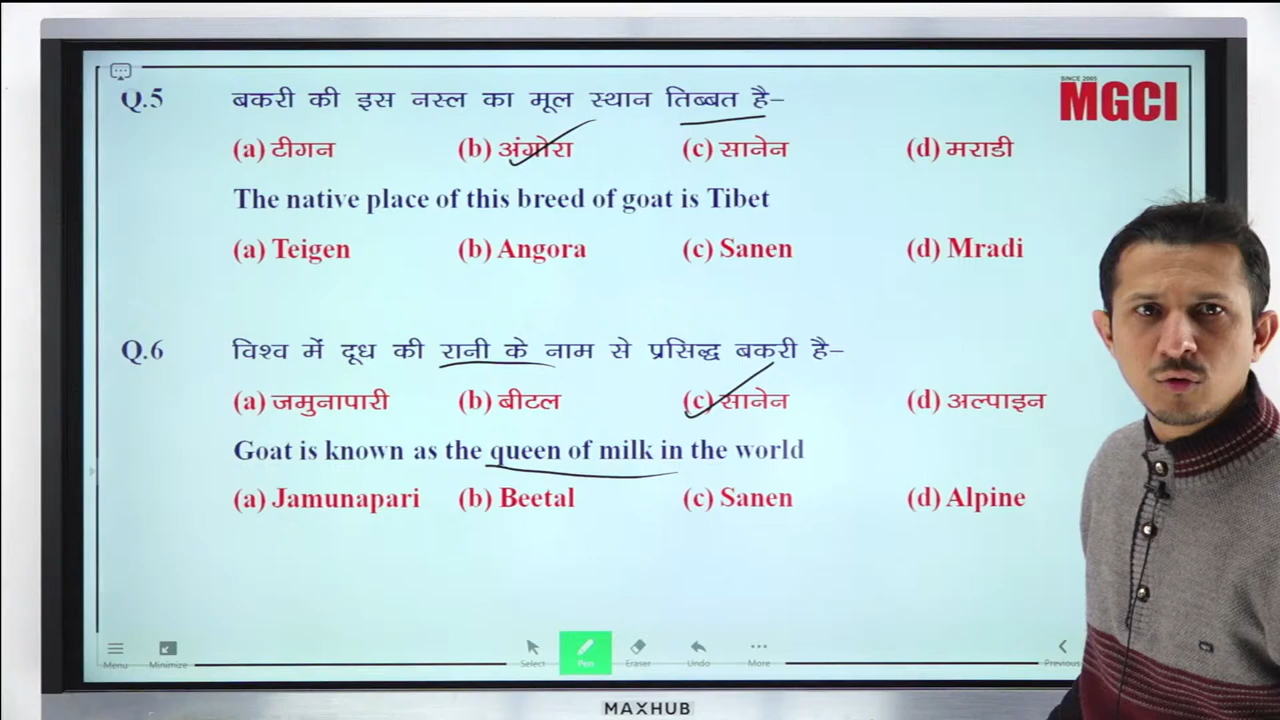 SINCE 2005
MGCI
Q.5 बकरी की इस नस्ल का मूल स्थान तिब्बत है–
(a) टीगन (b) अंगोरा (c) सानेन (d) मराडी
The native place of this breed of goat is Tibet
(a) Teigen (b) Angora (c) Sanen (d) Mradi
Q.6 विश्व में दूध की रानी के नाम से प्रसिद्ध बकरी है–
(a) जमुनापारी (b) बीटल (c) सानेन (d) अल्पाइन
Goat is known as the queen of milk in the world
(a) Jamunapari (b) Beetal (c) Sanen (d) Alpine
Menu Minimize Select Pen Eraser Undo More Previous
MAXHUB